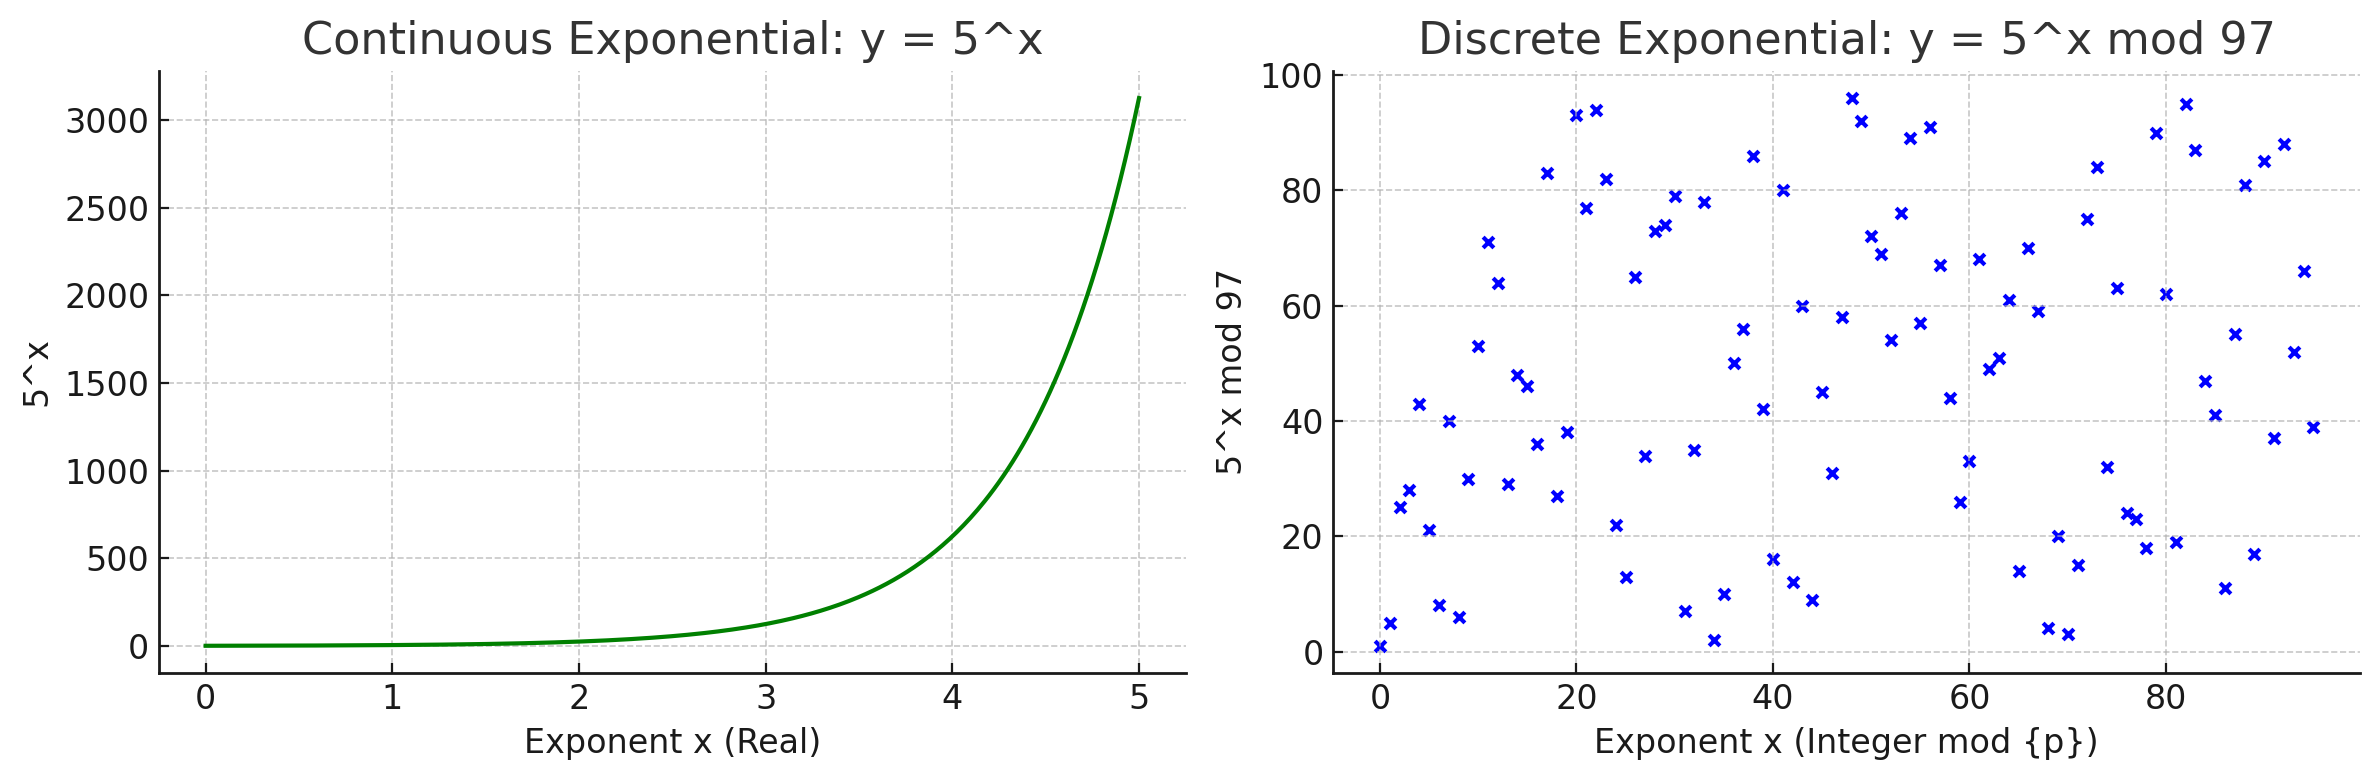 Continuous Exponential: y = 5^x
5^x
3000
2500
2000
1500
1000
500
0
0 1 2 3 4 5
Exponent x (Real)
Discrete Exponential: y = 5^x mod 97
5^x mod 97
100
80
60
40
20
0
0 20 40 60 80
Exponent x (Integer mod {p})